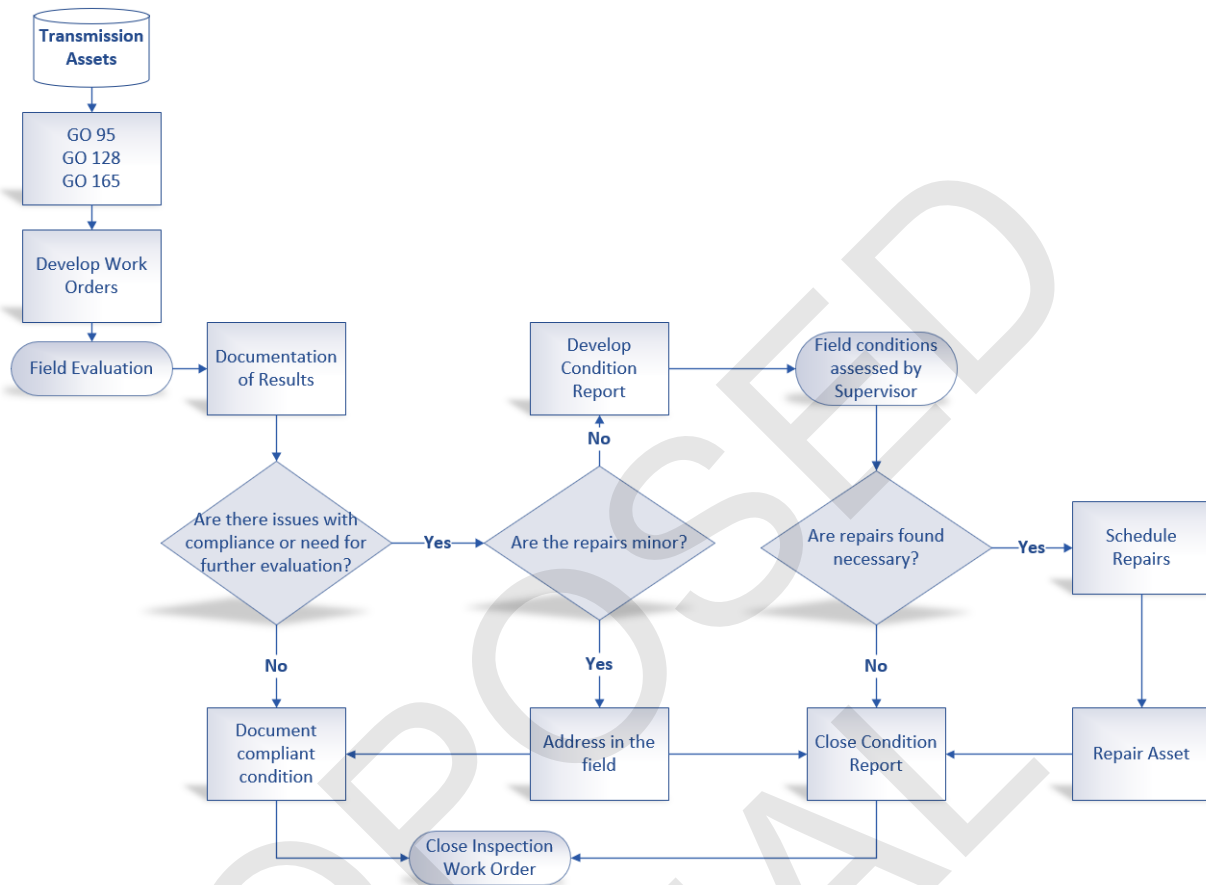 Transmission
Assets
GO 95
GO 128
GO 165
Develop Work
Orders
Field Evaluation
Documentation
of Results
Develop
Condition
Report
Field conditions
assessed by
Supervisor
No
Are there issues with
compliance or need for
further evaluation?
Yes
Are the repairs minor?
Are repairs found
necessary?
Yes
Schedule
Repairs
No
Yes
No
Document
compliant
condition
Address in the
field
Close Condition
Report
Repair Asset
Close Inspection
Work Order